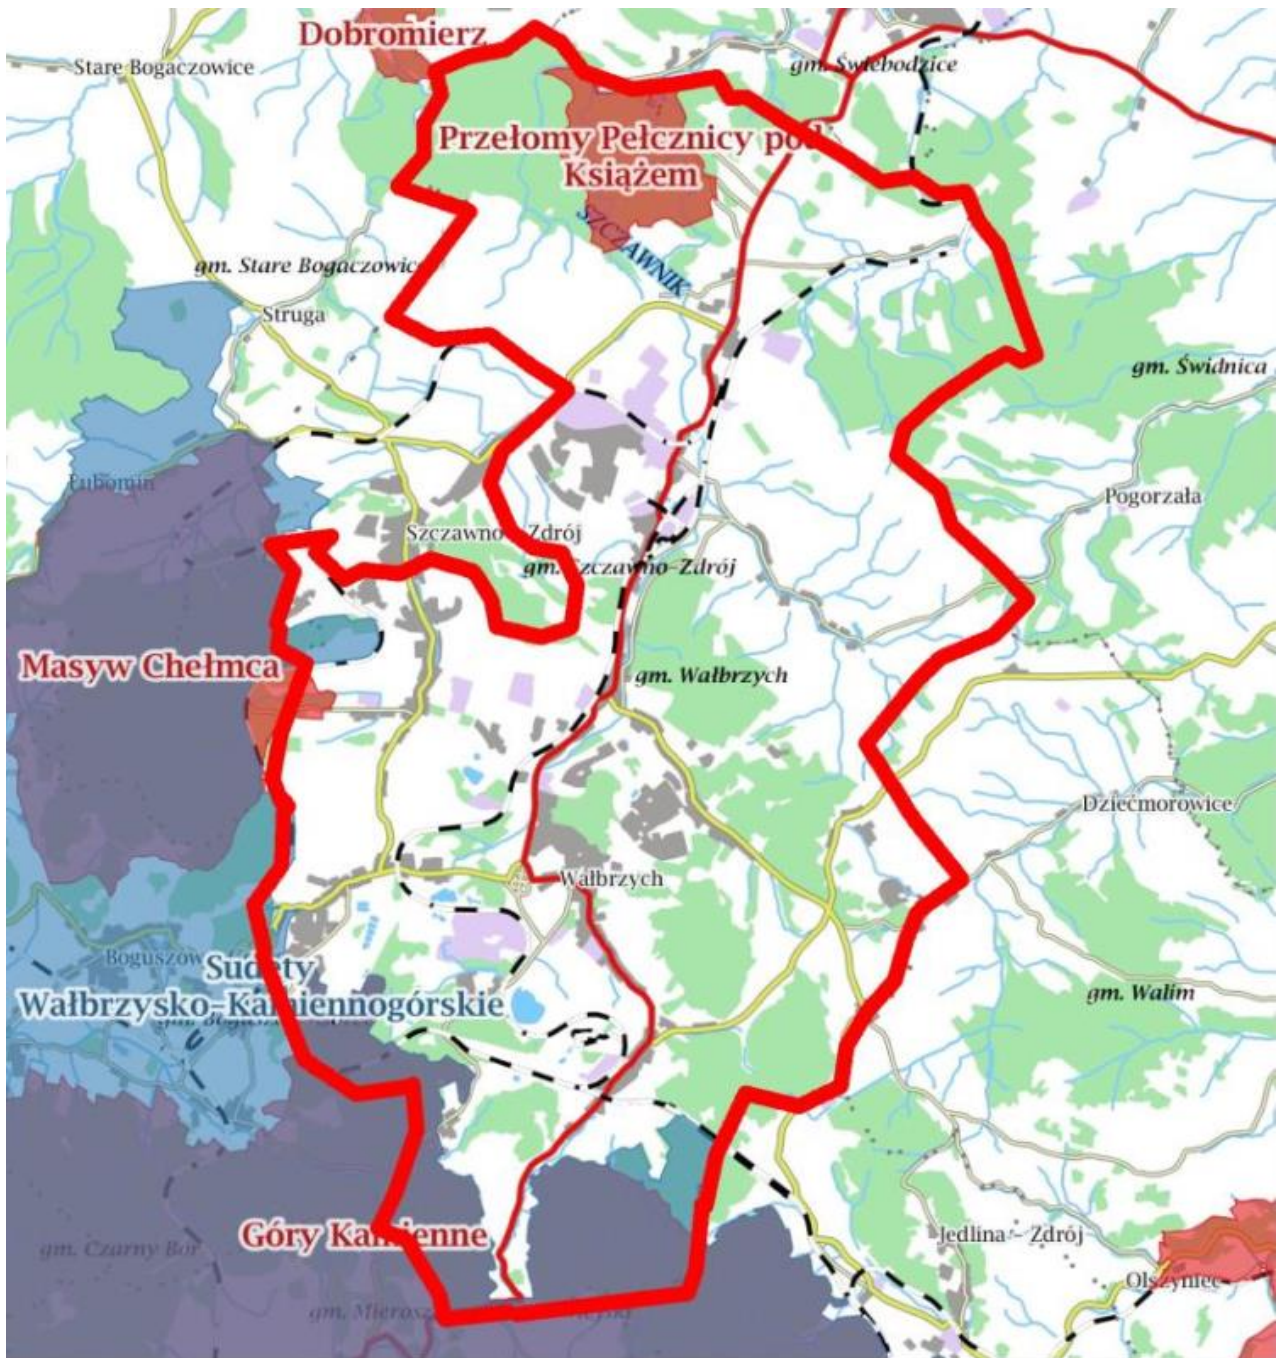 Dobromierz
Stare Bogaczowice
gm. Świebodzice
Przełomy Pełcznicy pod
Książem
SZCZAWNIK
gm. Stare Bogaczowice
Struga
gm. Świdnica
Lubomin
Pogorzała
Szczawno-Zdrój
gm. Szczawno-Zdrój
Masyw Chełmca
gm. Wałbrzych
Dziećmorowice
Wałbrzych
Boguszów
Sudety
Wałbrzysko-Kamiennogórskie
gm. Walim
Góry Kamienne
gm. Czarny Bór
Jedlina - Zdrój
Olszyniec